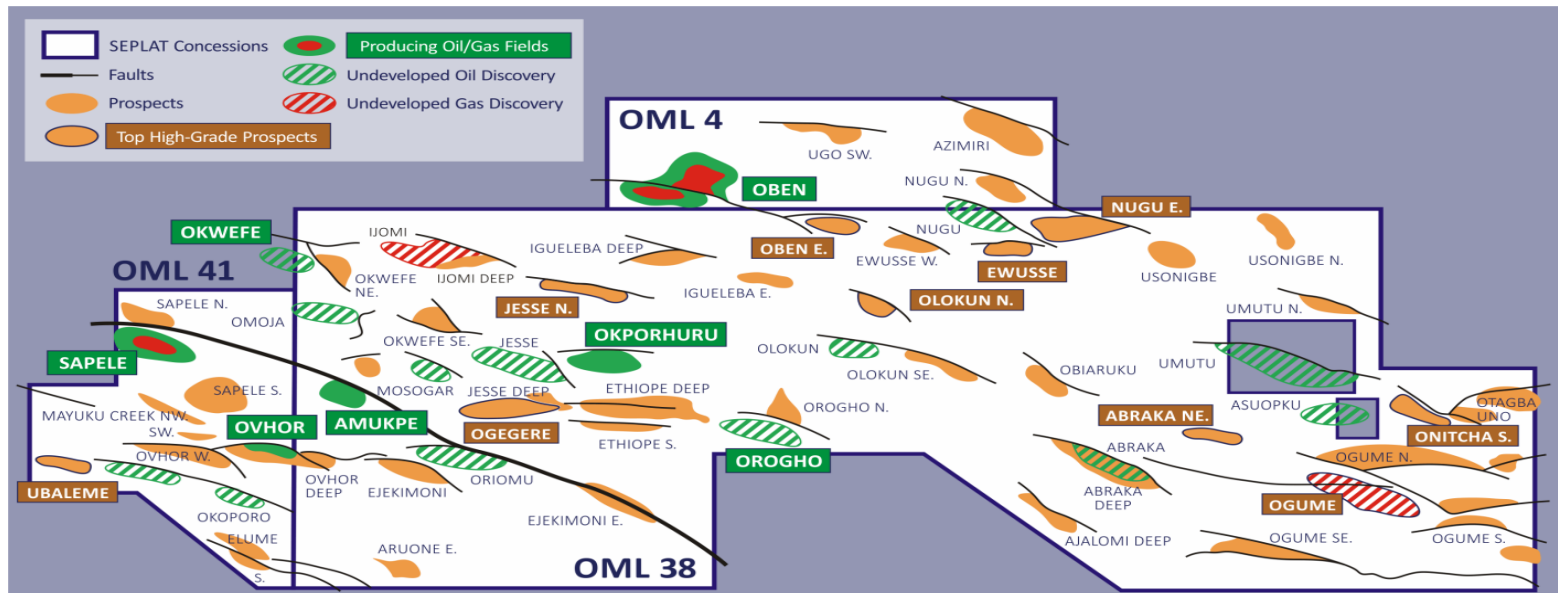 SEPLAT Concessions
Faults
Prospects
Top High-Grade Prospects
Producing Oil/Gas Fields
Undeveloped Oil Discovery
Undeveloped Gas Discovery
OML 4
UGO SW.
AZIMIRI
OBEN
NUGU N.
NUGU E.
OKWEFE
IJOMI
IGUELEBA DEEP
OBEN E.
NUGU
EWUSSE W.
EWUSSE
USONIGBE
USONIGBE N.
OML 41
OKWEFE
NE.
IJOMI DEEP
IGUELEBA E.
OLOKUN N.
SAPELE N.
OMOJA
JESSE N.
UMUTU N.
OKWEFE SE.
JESSE
OKPORHURU
OLOKUN
UMUTU
SAPELE
OLOKUN SE.
OBIARUKU
SAPELE S.
MOSOGAR
JESSE DEEP
ETHIOPE DEEP
OROGHO N.
ASUOPKU
OTAGBA
UNO
MAYUKU CREEK NW.
SW.
OVHOR
AMUKPE
OGEGERE
ABRAKA NE.
ONITCHA S.
ETHIOPE S.
ABRAKA
OVHOR W.
OROGHO
OGUME N.
UBALEME
OVHOR
DEEP
EJEKIMONI
ORIOMU
ABRAKA
DEEP
OGUME
OKOPORO
EJEKIMONI E.
ELUME
S.
ARUONE E.
OML 38
AJALOMI DEEP
OGUME SE.
OGUME S.